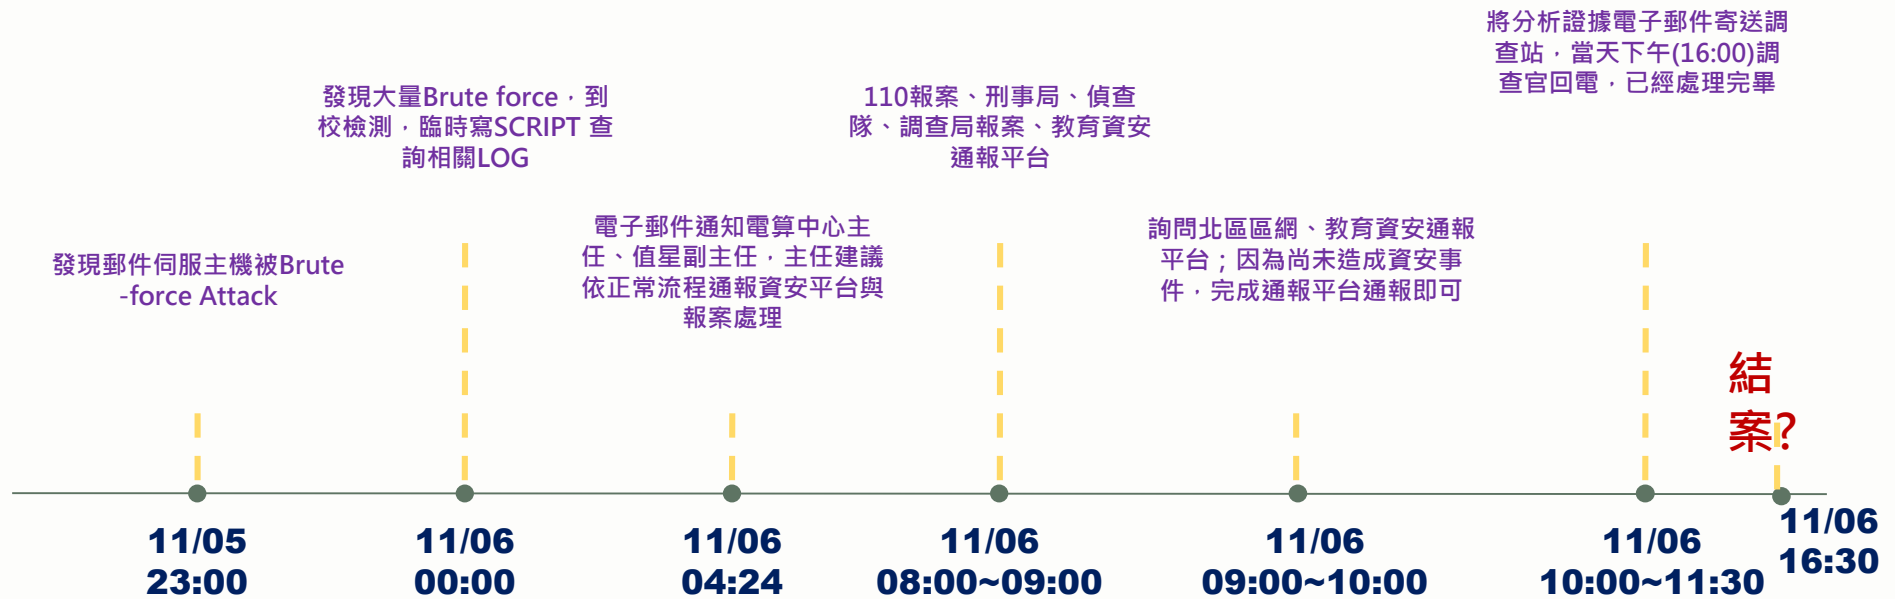 發現郵件伺服主機被Brute
-force Attack
11/05
23:00
發現大量Brute force，到
校檢測，臨時寫SCRIPT 查
詢相關LOG
11/06
00:00
電子郵件通知電算中心主
任、值星副主任，主任建議
依正常流程通報資安平台與
報案處理
11/06
04:24
110報案、刑事局、偵查
隊、調查局報案、教育資安
通報平台
11/06
08:00~09:00
詢問北區區網、教育資安通報
平台；因為尚未造成資安事
件，完成通報平台通報即可
11/06
09:00~10:00
將分析證據電子郵件寄送調
查站，當天下午(16:00)調
查官回電，已經處理完畢
11/06
10:00~11:30
結
案?
11/06
16:30